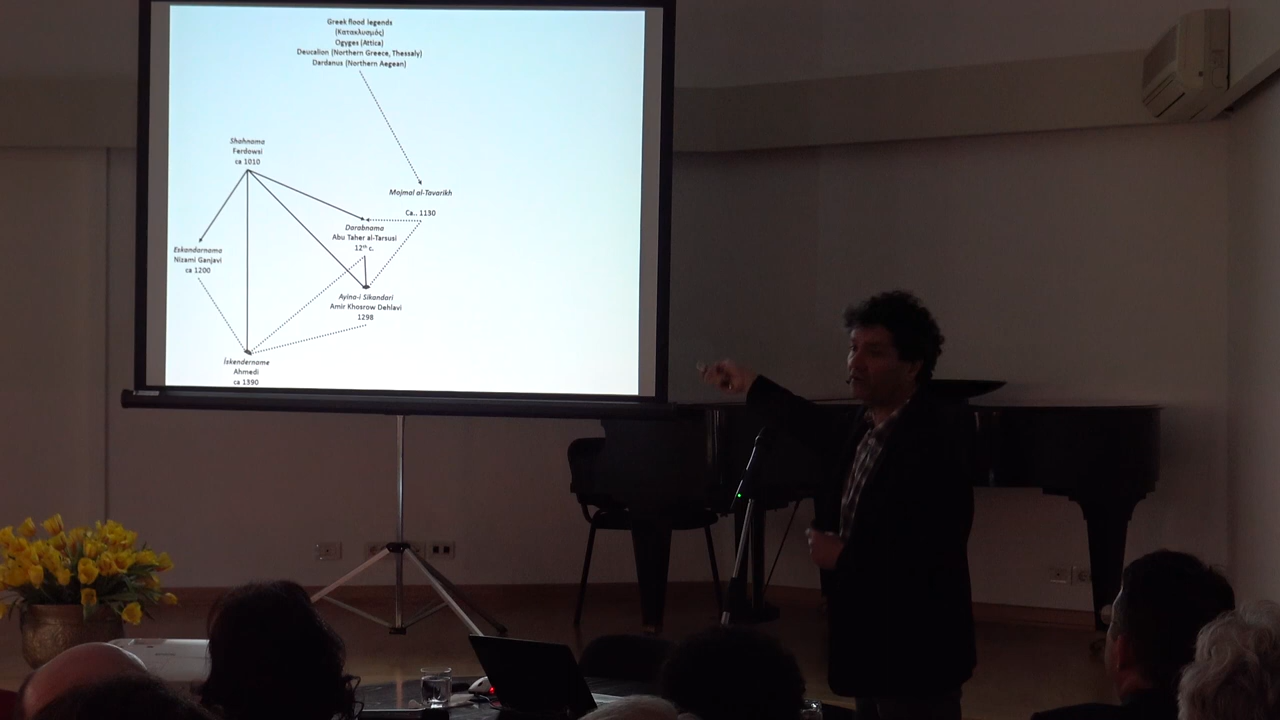 Greek flood legends
(Κατακλυσμός)
Ogyges (Attica)
Deucalion (Northern Greece, Thessaly)
Dardanus (Northern Aegean)
Shahnama
Ferdowsi
ca 1010
Mojmal al-Tavarikh
Ca.. 1130
Darabnama
Abu Taher al-Tarsusi
12th c.
Eskandarnama
Nizami Ganjavi
ca 1200
Ayina-i Sikandari
Amir Khosrow Dehlavi
1298
İskendername
Ahmedi
ca 1390